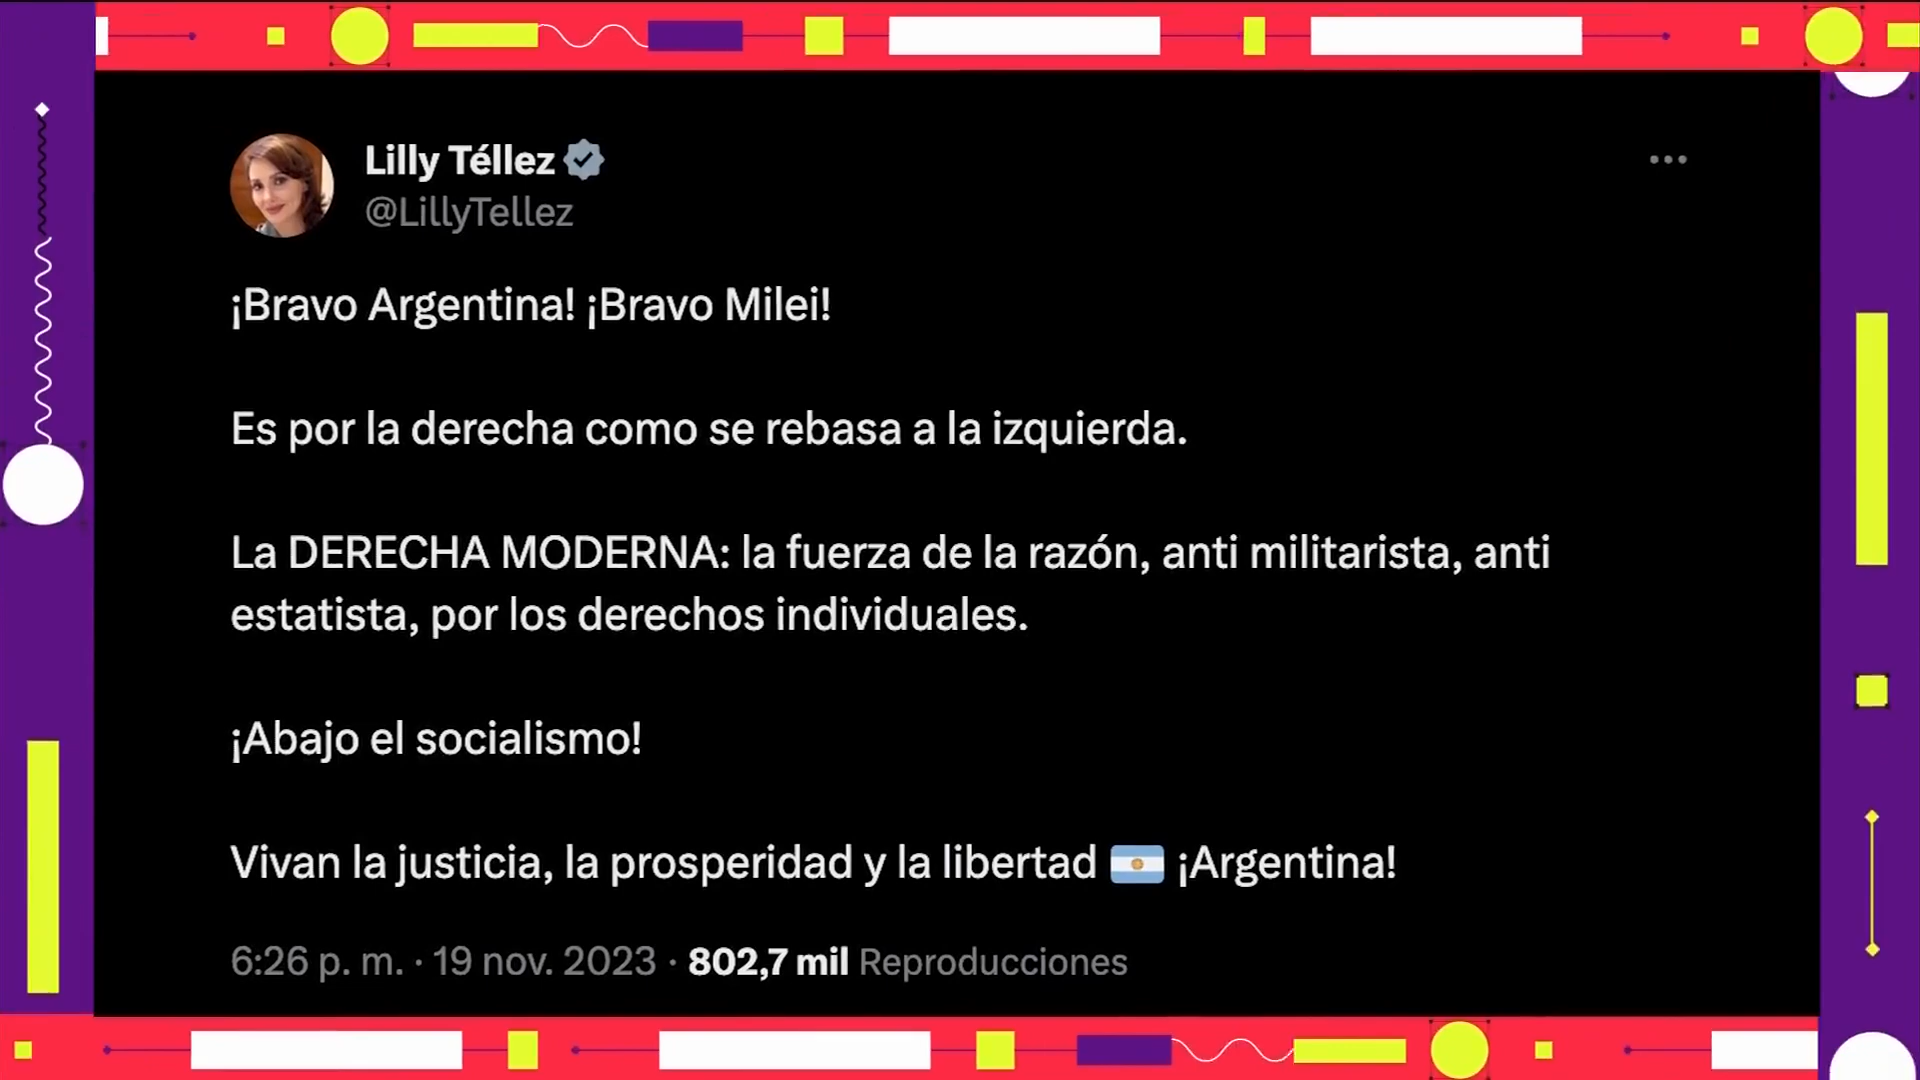 Lilly Téllez
@LillyTellez
¡Bravo Argentina! ¡Bravo Milei!
Es por la derecha como se rebasa a la izquierda.
La DERECHA MODERNA: la fuerza de la razón, anti militarista, anti
estatista, por los derechos individuales.
¡Abajo el socialismo!
Vivan la justicia, la prosperidad y la libertad 🇦🇷 ¡Argentina!
6:26 p. m. · 19 nov. 2023 · 802,7 mil Reproducciones